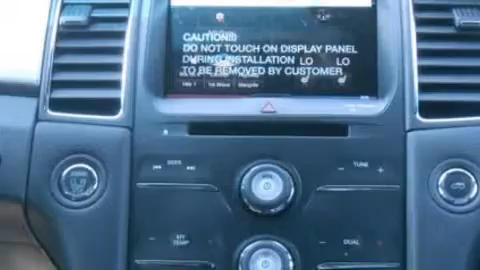 CAUTION!!!
DO NOT TOUCH ON DISPLAY PANEL
DURING INSTALLATION LO LO
TO BE REMOVED BY CUSTOMER
SEEK
TUNE
- +
MY
TEMP
DUAL
- +